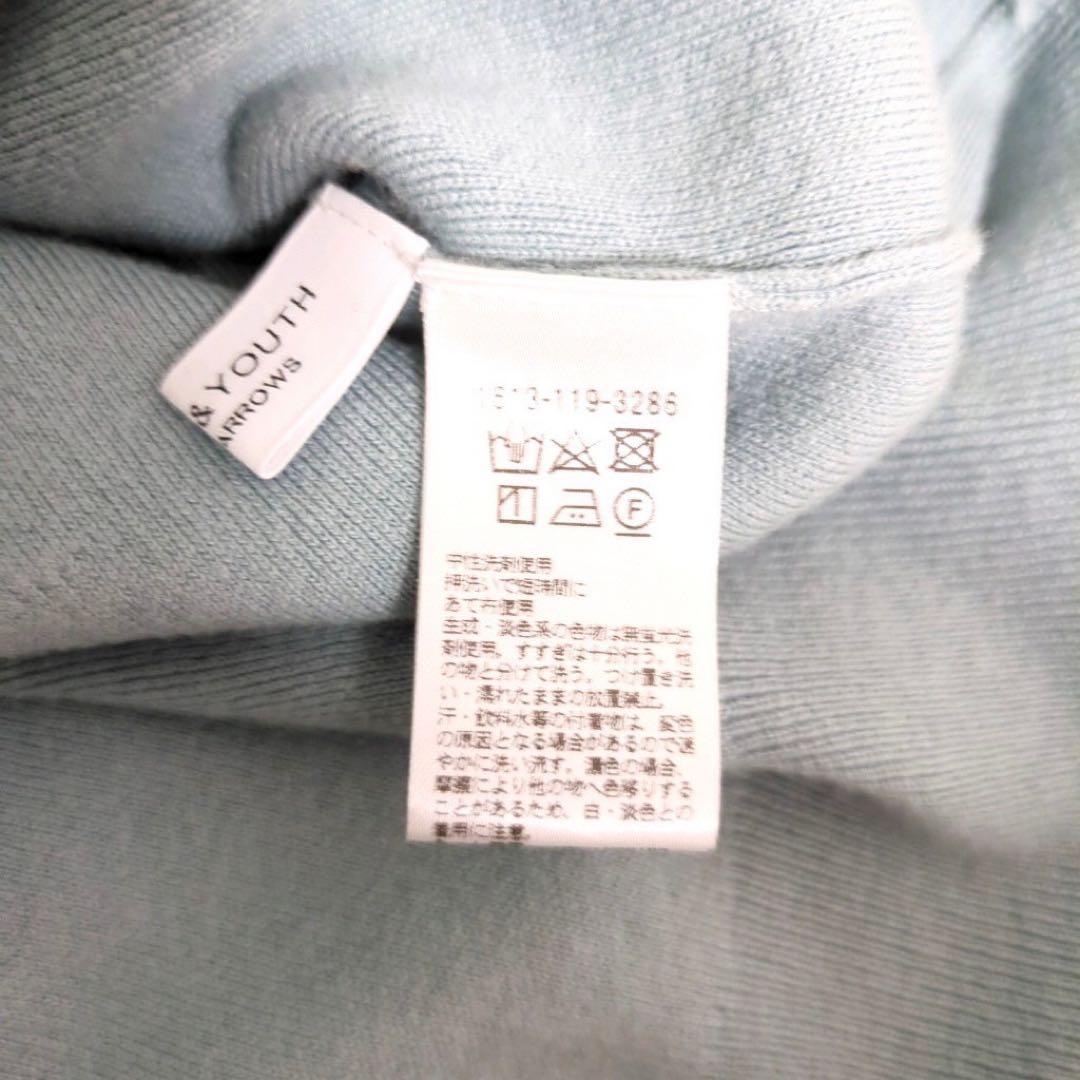 & YOUTH
ARROWS
1613-119-3286
F
中性洗剤使用
押洗いで短時間に
あて布使用
生成・淡色系の色物は無蛍光洗
剤使用。すすぎは十分行う。他
の物と分けて洗う。つけ置き洗
い・濡れたままの放置禁止。
汗・飲料水等の付着物は、変色
の原因となる場合があるので速
やかに洗い流す。濃色の場合、
摩擦により他の物へ色移りする
ことがあるため、白・淡色との
着用に注意。